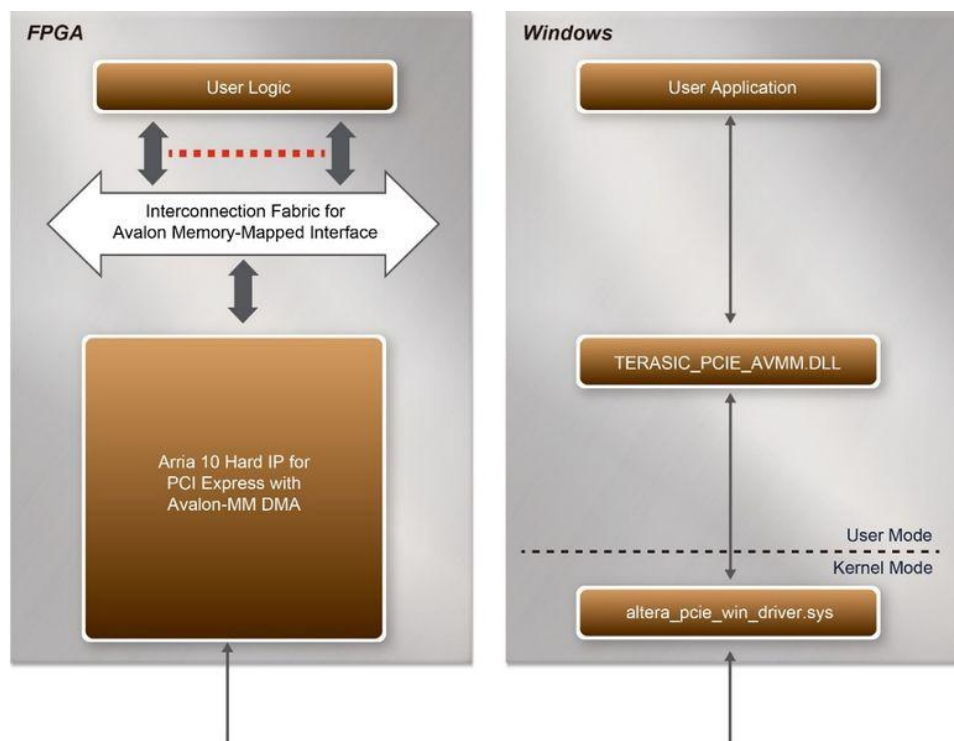 FPGA
User Logic
Interconnection Fabric for
Avalon Memory-Mapped Interface
Arria 10 Hard IP for
PCI Express with
Avalon-MM DMA
Windows
User Application
TERASIC_PCIE_AVMM.DLL
User Mode
Kernel Mode
altera_pcie_win_driver.sys